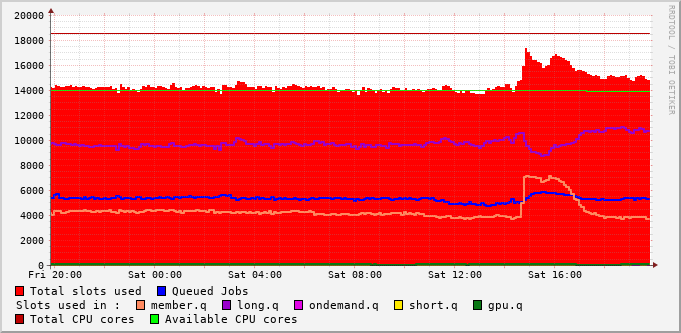 20000
18000
16000
14000
12000
10000
8000
6000
4000
2000
0
Fri 20:00 Sat 00:00 Sat 04:00 Sat 08:00 Sat 12:00 Sat 16:00
Total slots used Queued Jobs
Slots used in : member.q long.q ondemand.q short.q gpu.q
Total CPU cores Available CPU cores
RRDTOOL / TOBI OETIKER